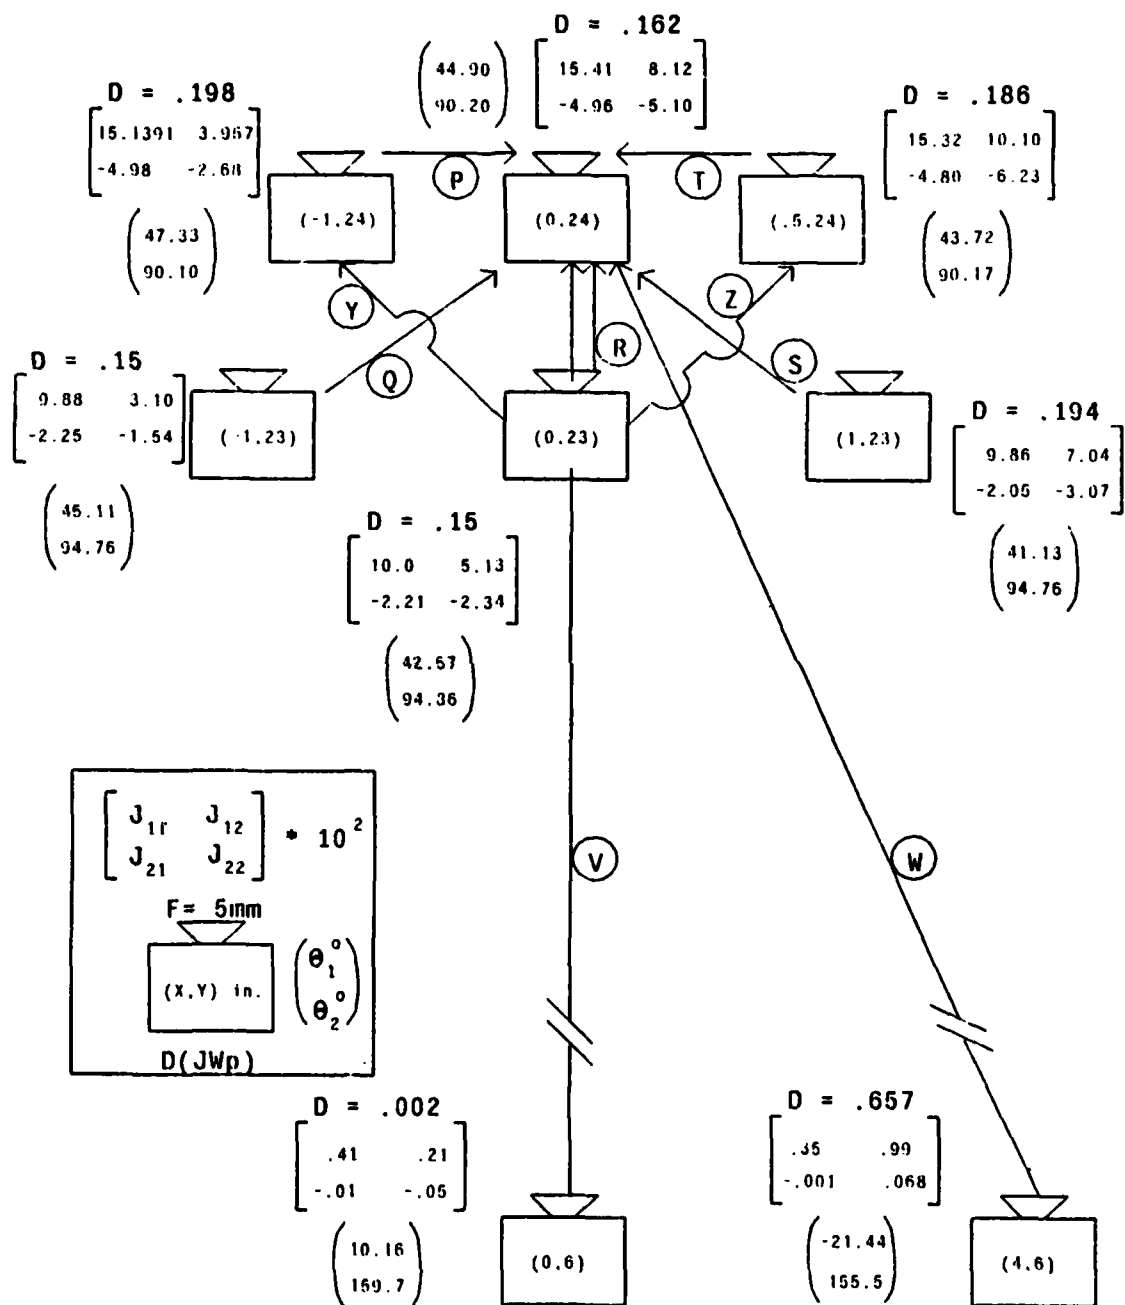 D = .162
44.90
90.20
15.41 8.12
-4.96 -5.10
D = .198
15.1391 3.967
-4.98 -2.68
47.33
90.10
D = .186
15.32 10.10
-4.80 -6.23
43.72
90.17
P
T
(-1,24)
(0,24)
(.5,24)
Y
Z
Q
R
S
D = .15
9.88 3.10
-2.25 -1.54
45.11
94.76
(-1,23)
(0,23)
(1,23)
D = .194
9.86 7.04
-2.05 -3.07
41.13
94.76
D = .15
10.0 5.13
-2.21 -2.34
42.57
94.36
J11 J12
J21 J22
* 10^2
F= 5mm
(X,Y) in.
θ1°
θ2°
D(JWp)
V
W
D = .002
.41 .21
-.01 -.05
10.16
159.7
(0,6)
D = .657
.35 .99
-.001 .068
-21.44
155.5
(4,6)